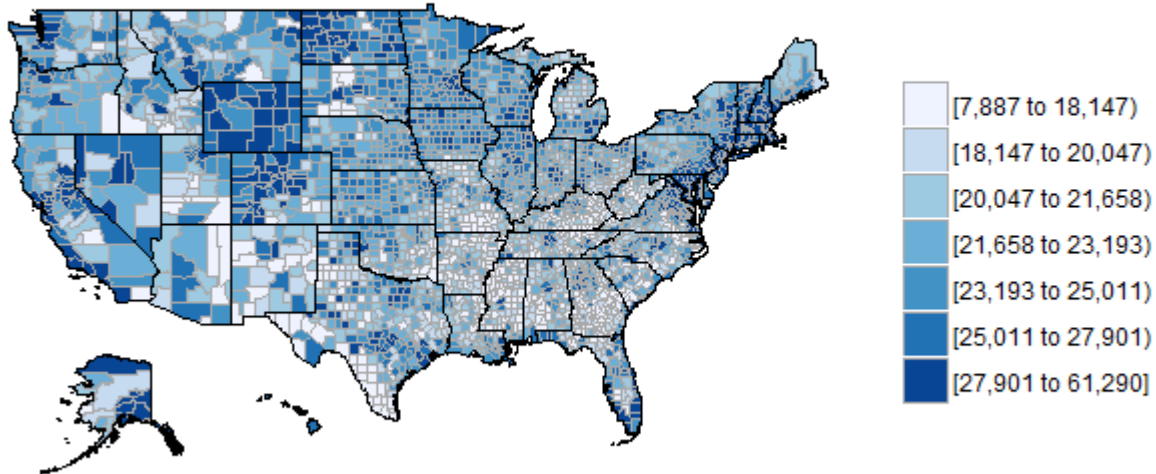 [7,887 to 18,147)
[18,147 to 20,047)
[20,047 to 21,658)
[21,658 to 23,193)
[23,193 to 25,011)
[25,011 to 27,901)
[27,901 to 61,290]